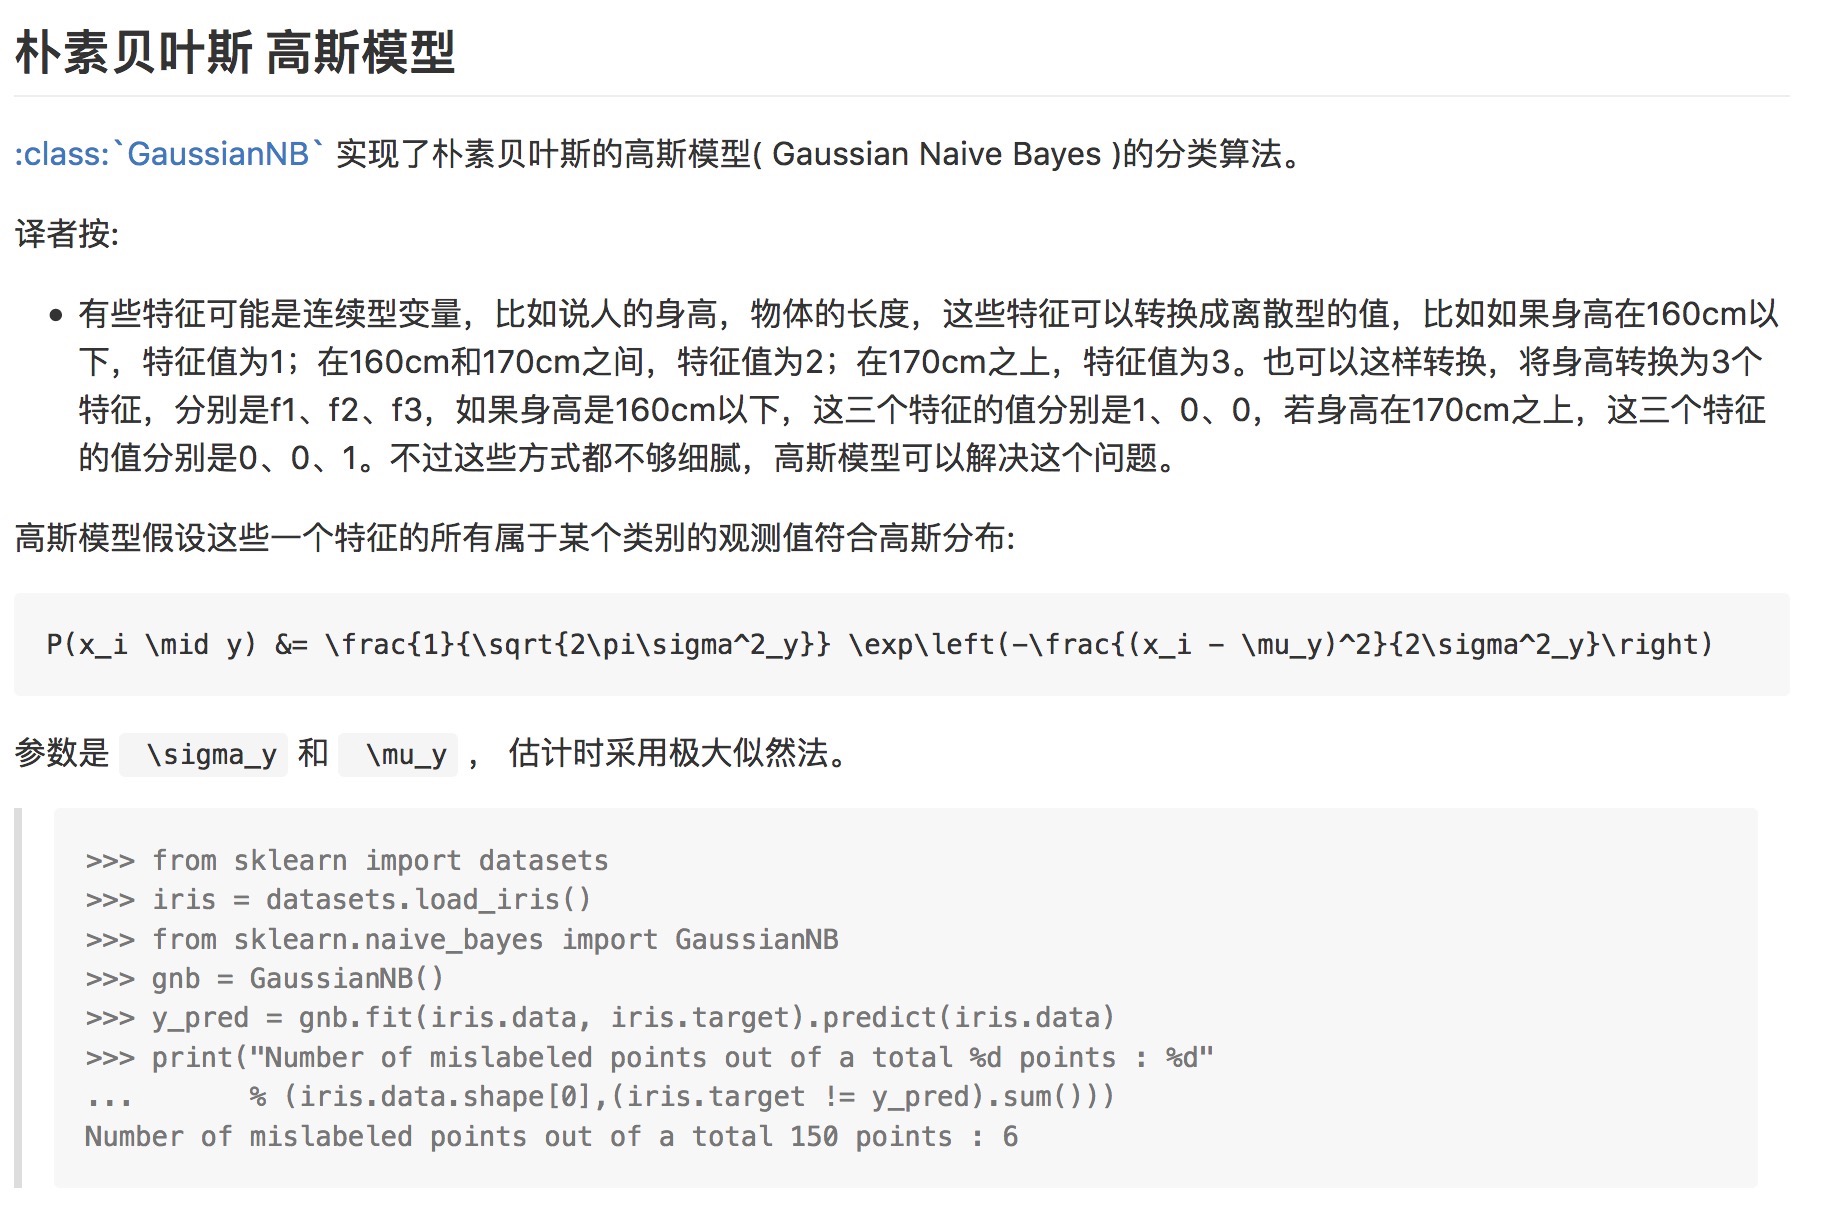 朴素贝叶斯 高斯模型
:class:`GaussianNB` 实现了朴素贝叶斯的高斯模型( Gaussian Naive Bayes )的分类算法。
译者按:
• 有些特征可能是连续型变量，比如说人的身高，物体的长度，这些特征可以转换成离散型的值，比如如果身高在160cm以
下，特征值为1；在160cm和170cm之间，特征值为2；在170cm之上，特征值为3。也可以这样转换，将身高转换为3个
特征，分别是f1、f2、f3，如果身高是160cm以下，这三个特征的值分别是1、0、0，若身高在170cm之上，这三个特征
的值分别是0、0、1。不过这些方式都不够细腻，高斯模型可以解决这个问题。
高斯模型假设这些一个特征的所有属于某个类别的观测值符合高斯分布:
P(x_i \mid y) &= \frac{1}{\sqrt{2\pi\sigma^2_y}} \exp\left(-\frac{(x_i - \mu_y)^2}{2\sigma^2_y}\right)
参数是 \sigma_y 和 \mu_y ， 估计时采用极大似然法。
>>> from sklearn import datasets
>>> iris = datasets.load_iris()
>>> from sklearn.naive_bayes import GaussianNB
>>> gnb = GaussianNB()
>>> y_pred = gnb.fit(iris.data, iris.target).predict(iris.data)
>>> print("Number of mislabeled points out of a total %d points : %d"
...       % (iris.data.shape[0],(iris.target != y_pred).sum()))
Number of mislabeled points out of a total 150 points : 6